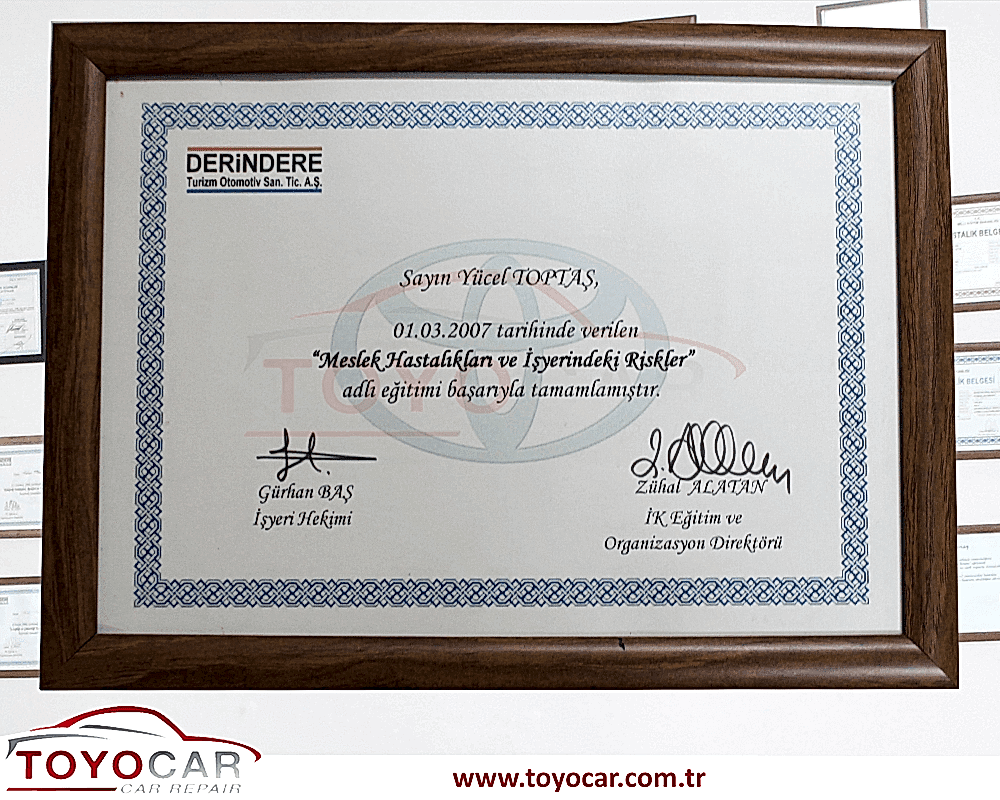 DERİNDERE
Turizm Otomotiv San. Tic. A.Ş.
Sayın Yücel TOPTAŞ,
01.03.2007 tarihinde verilen
“Meslek Hastalıkları ve İşyerindeki Riskler”
adlı eğitimi başarıyla tamamlamıştır.
Gürhan BAŞ
İşyeri Hekimi
Zühal ALATAN
İK Eğitim ve
Organizasyon Direktörü
TOYOCAR
CAR REPAIR
www.toyocar.com.tr